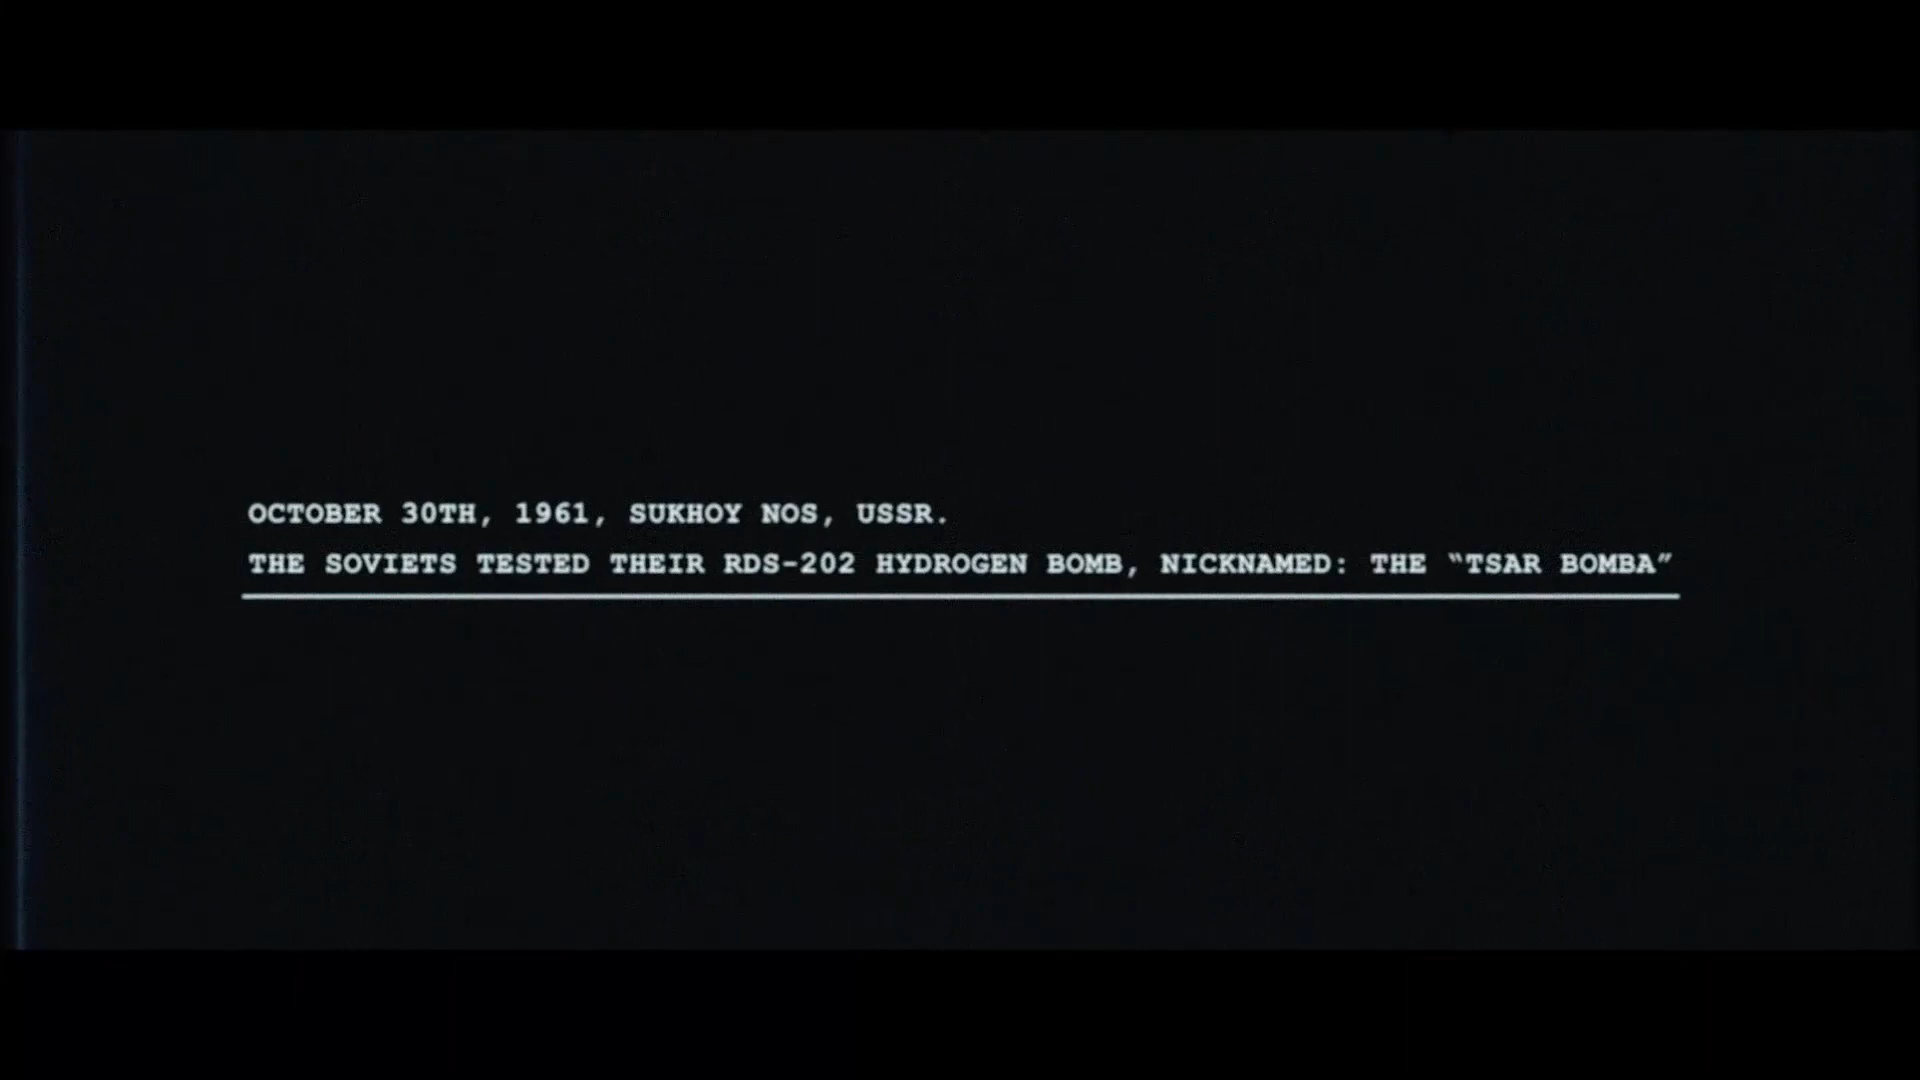 OCTOBER 30TH, 1961, SUKHOY NOS, USSR.
THE SOVIETS TESTED THEIR RDS-202 HYDROGEN BOMB, NICKNAMED: THE “TSAR BOMBA”